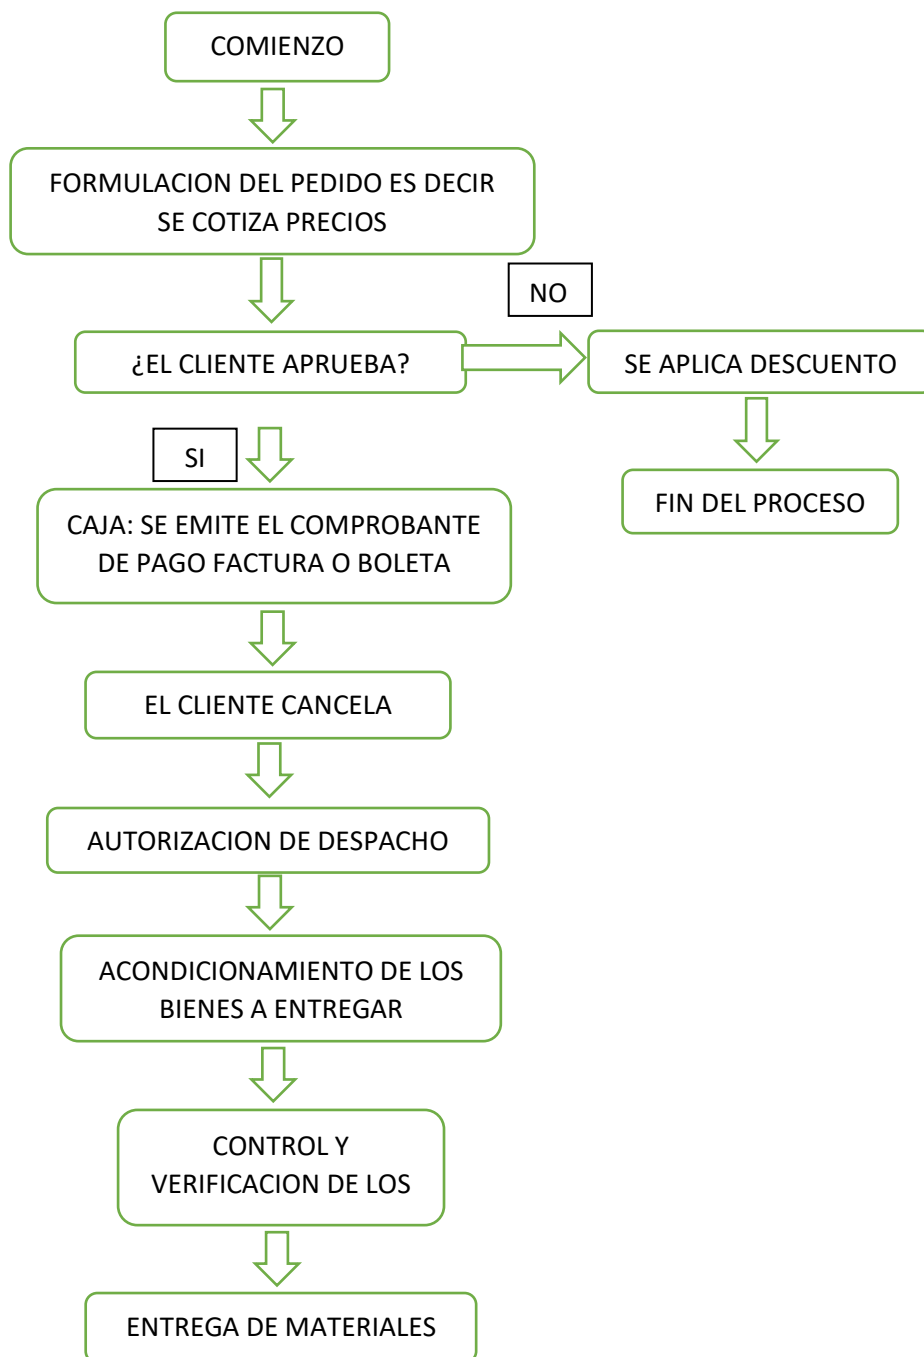 COMIENZO
FORMULACION DEL PEDIDO ES DECIR
SE COTIZA PRECIOS
NO
¿EL CLIENTE APRUEBA?
SE APLICA DESCUENTO
SI
FIN DEL PROCESO
CAJA: SE EMITE EL COMPROBANTE
DE PAGO FACTURA O BOLETA
EL CLIENTE CANCELA
AUTORIZACION DE DESPACHO
ACONDICIONAMIENTO DE LOS
BIENES A ENTREGAR
CONTROL Y
VERIFICACION DE LOS
ENTREGA DE MATERIALES